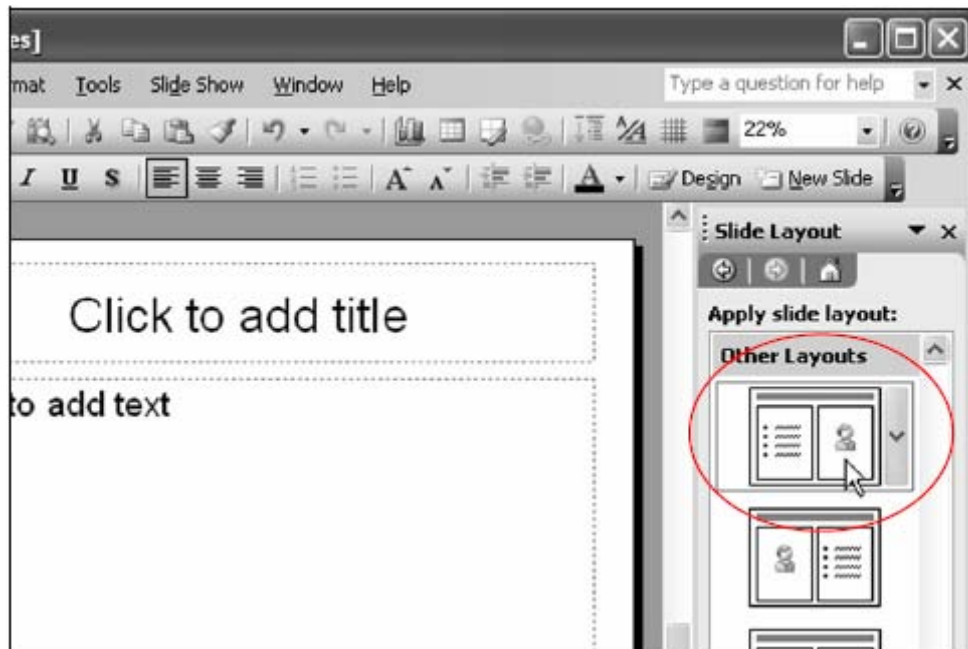 es]
rmat Tools Slide Show Window Help Type a question for help
22%
I U S A A A Design New Slide
Slide Layout
Click to add title
Apply slide layout:
Other Layouts
to add text